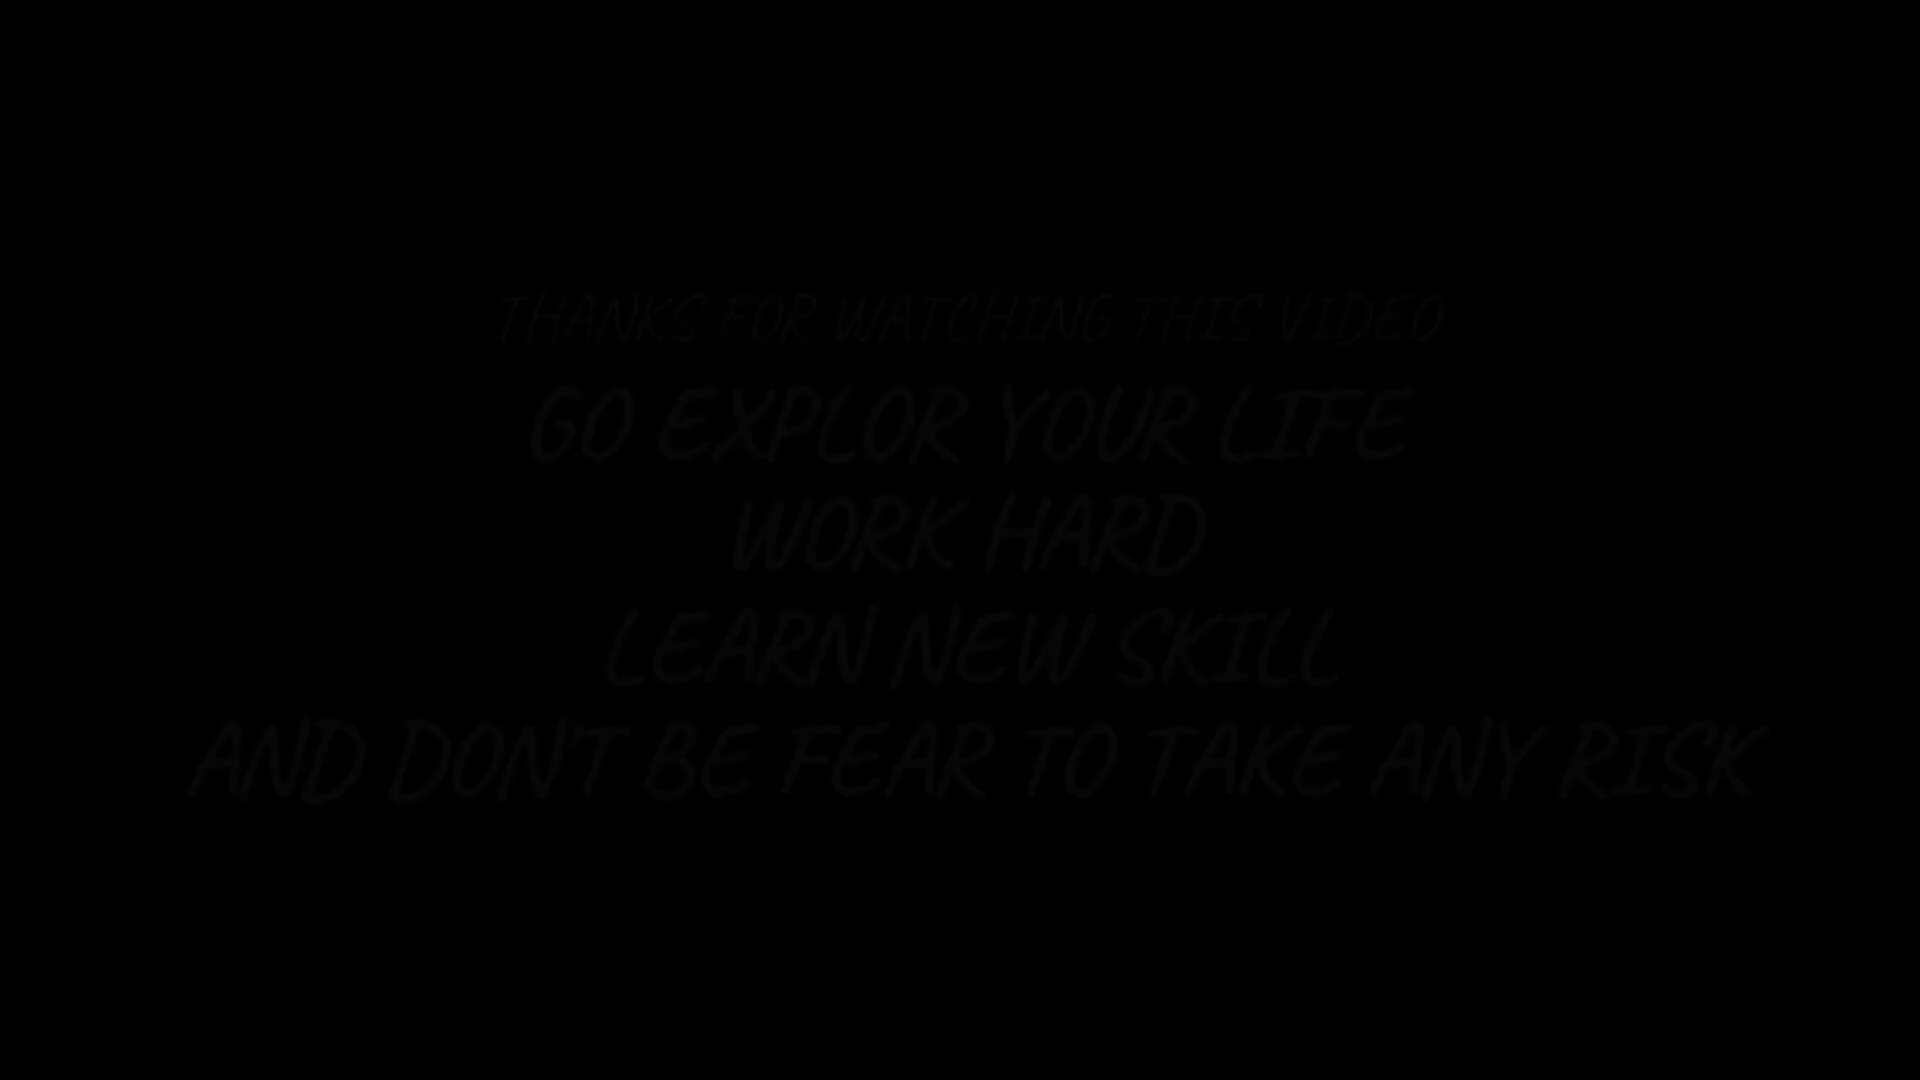 THANKS FOR WATCHING THIS VIDEO
GO EXPLOR YOUR LIFE
WORK HARD
LEARN NEW SKILL
AND DON'T BE FEAR TO TAKE ANY RISK